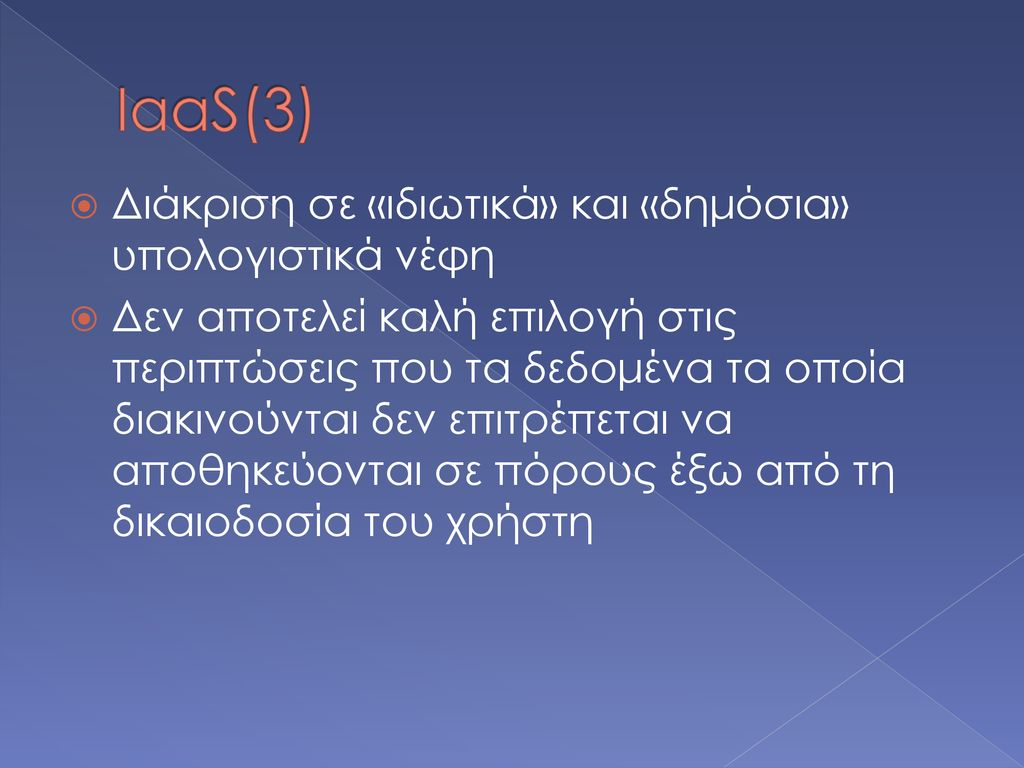 IaaS(3)
Διάκριση σε «ιδιωτικά» και «δημόσια»
υπολογιστικά νέφη
Δεν αποτελεί καλή επιλογή στις
περιπτώσεις που τα δεδομένα τα οποία
διακινούνται δεν επιτρέπεται να
αποθηκεύονται σε πόρους έξω από τη
δικαιοδοσία του χρήστη